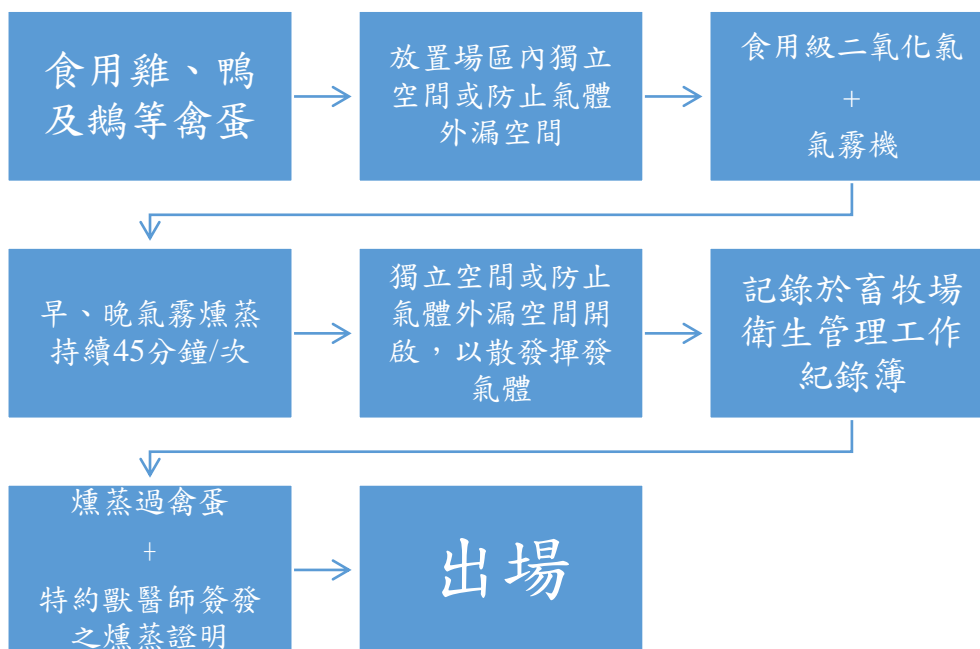 食用雞、鴨
及鵝等禽蛋
放置場區內獨立
空間或防止氣體
外漏空間
食用級二氧化氯
+
氣霧機
早、晚氣霧燻蒸
持續45分鐘/次
獨立空間或防止
氣體外漏空間開
啟，以散發揮發
氣體
記錄於畜牧場
衛生管理工作
紀錄簿
燻蒸過禽蛋
+
特約獸醫師簽發
之燻蒸證明
出場